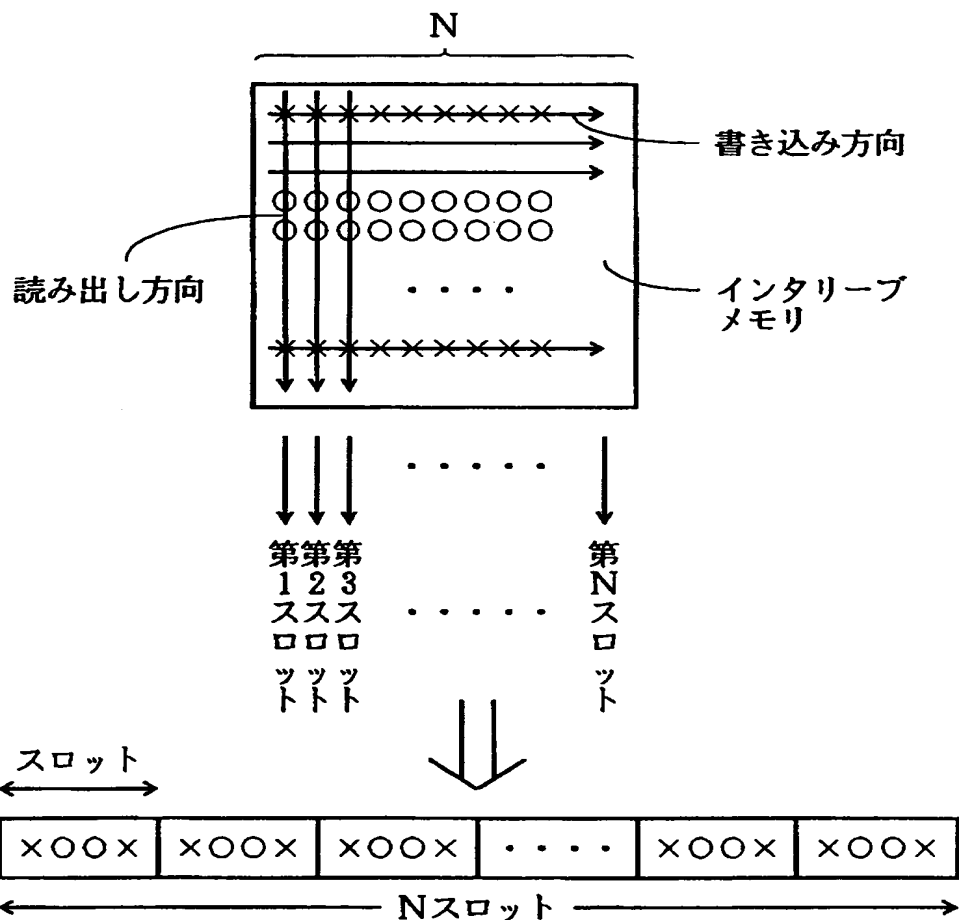 N
書き込み方向
読み出し方向
インタリーブ
メモリ
第1スロット
第2スロット
第3スロット
第Nスロット
スロット
×○○×
×○○×
×○○×
・・・・
×○○×
×○○×
Nスロット